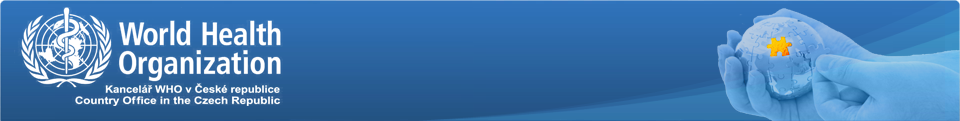 World Health
Organization
Kancelář WHO v České republice
Country Office in the Czech Republic